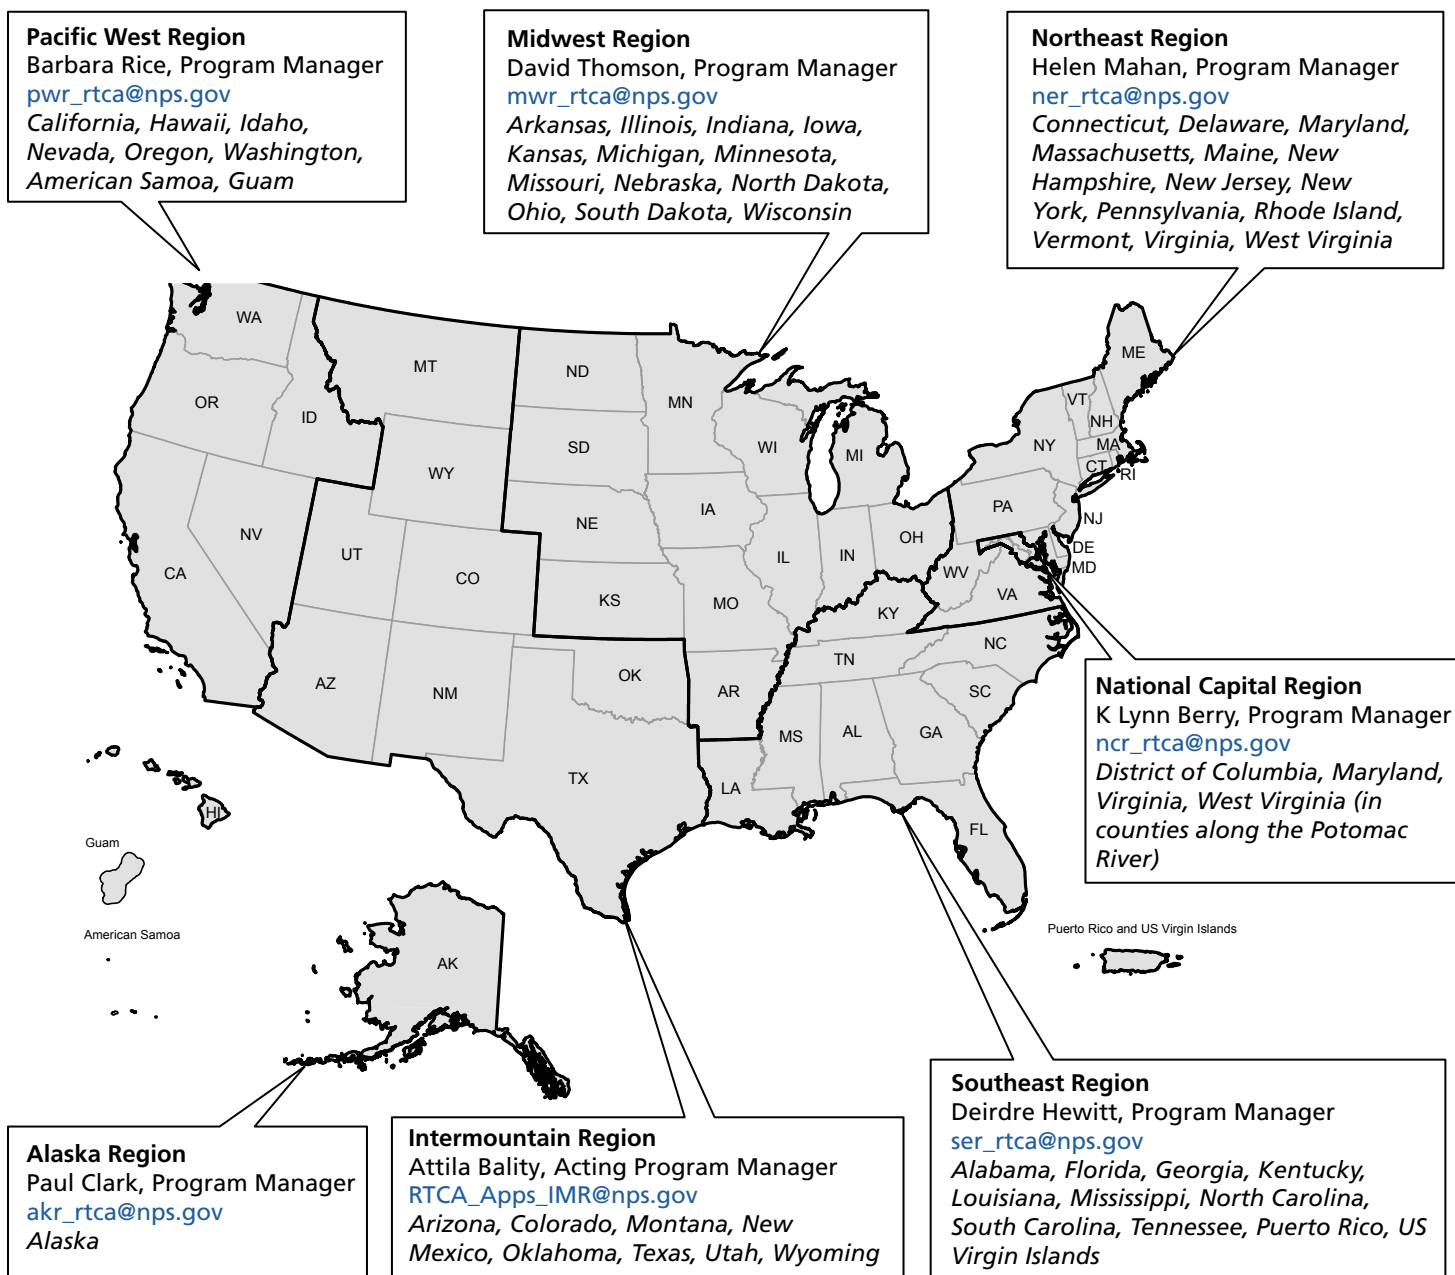 Pacific West Region
Barbara Rice, Program Manager
pwr_rtca@nps.gov
California, Hawaii, Idaho,
Nevada, Oregon, Washington,
American Samoa, Guam
Midwest Region
David Thomson, Program Manager
mwr_rtca@nps.gov
Arkansas, Illinois, Indiana, Iowa,
Kansas, Michigan, Minnesota,
Missouri, Nebraska, North Dakota,
Ohio, South Dakota, Wisconsin
Northeast Region
Helen Mahan, Program Manager
ner_rtca@nps.gov
Connecticut, Delaware, Maryland,
Massachusetts, Maine, New
Hampshire, New Jersey, New
York, Pennsylvania, Rhode Island,
Vermont, Virginia, West Virginia
WA
MT
ND
MN
ME
OR
ID
SD
WI
MI
VT
NH
NY
MA
CT
RI
WY
NE
IA
PA
NJ
NV
UT
CO
IL
IN
OH
DE
MD
WV
VA
CA
KS
MO
KY
NC
TN
AZ
NM
OK
AR
SC
MS
AL
GA
TX
LA
FL
HI
Guam
American Samoa
AK
National Capital Region
K Lynn Berry, Program Manager
ncr_rtca@nps.gov
District of Columbia, Maryland,
Virginia, West Virginia (in
counties along the Potomac
River)
Puerto Rico and US Virgin Islands
Alaska Region
Paul Clark, Program Manager
akr_rtca@nps.gov
Alaska
Intermountain Region
Attila Bality, Acting Program Manager
RTCA_Apps_IMR@nps.gov
Arizona, Colorado, Montana, New
Mexico, Oklahoma, Texas, Utah, Wyoming
Southeast Region
Deirdre Hewitt, Program Manager
ser_rtca@nps.gov
Alabama, Florida, Georgia, Kentucky,
Louisiana, Mississippi, North Carolina,
South Carolina, Tennessee, Puerto Rico, US
Virgin Islands